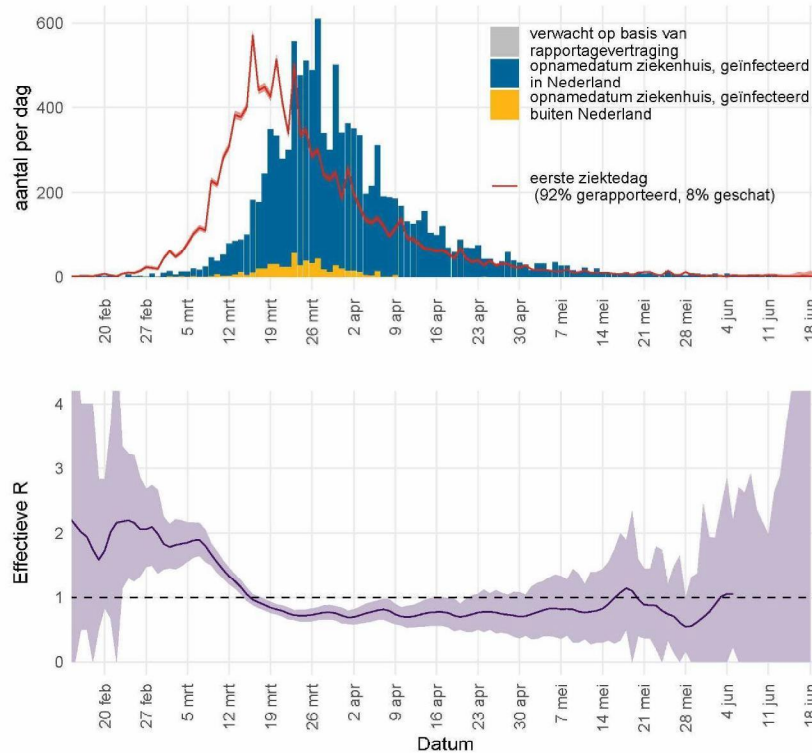 600
400
200
0
aantal per dag
verwacht op basis van
rapportagevertraging
opnamedatum ziekenhuis, geïnfecteerd
in Nederland
opnamedatum ziekenhuis, geïnfecteerd
buiten Nederland
eerste ziektedag
(92% gerapporteerd, 8% geschat)
20 feb
27 feb
5 mrt
12 mrt
19 mrt
26 mrt
2 apr
9 apr
16 apr
23 apr
30 apr
7 mei
14 mei
21 mei
28 mei
4 jun
11 jun
18 jun
4
3
2
1
0
Effectieve R
20 feb
27 feb
5 mrt
12 mrt
19 mrt
26 mrt
2 apr
9 apr
16 apr
23 apr
30 apr
7 mei
14 mei
21 mei
28 mei
4 jun
11 jun
18 jun
Datum